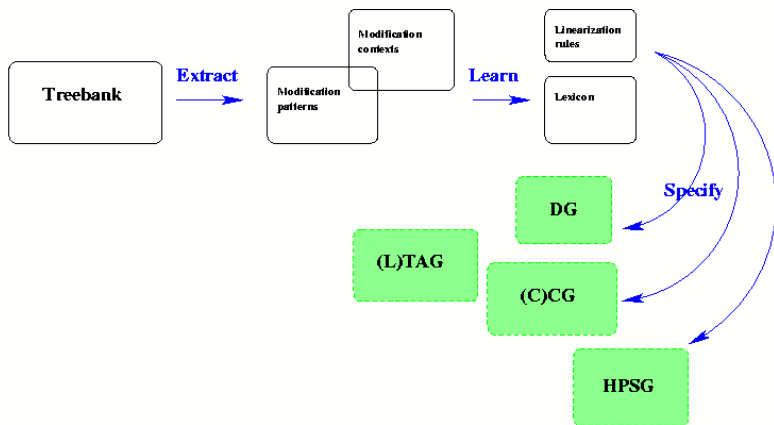 Treebank
Extract
Modification
contexts
Modification
patterns
Learn
Linearization
rules
Lexicon
Specify
DG
(L)TAG
(C)CG
HPSG